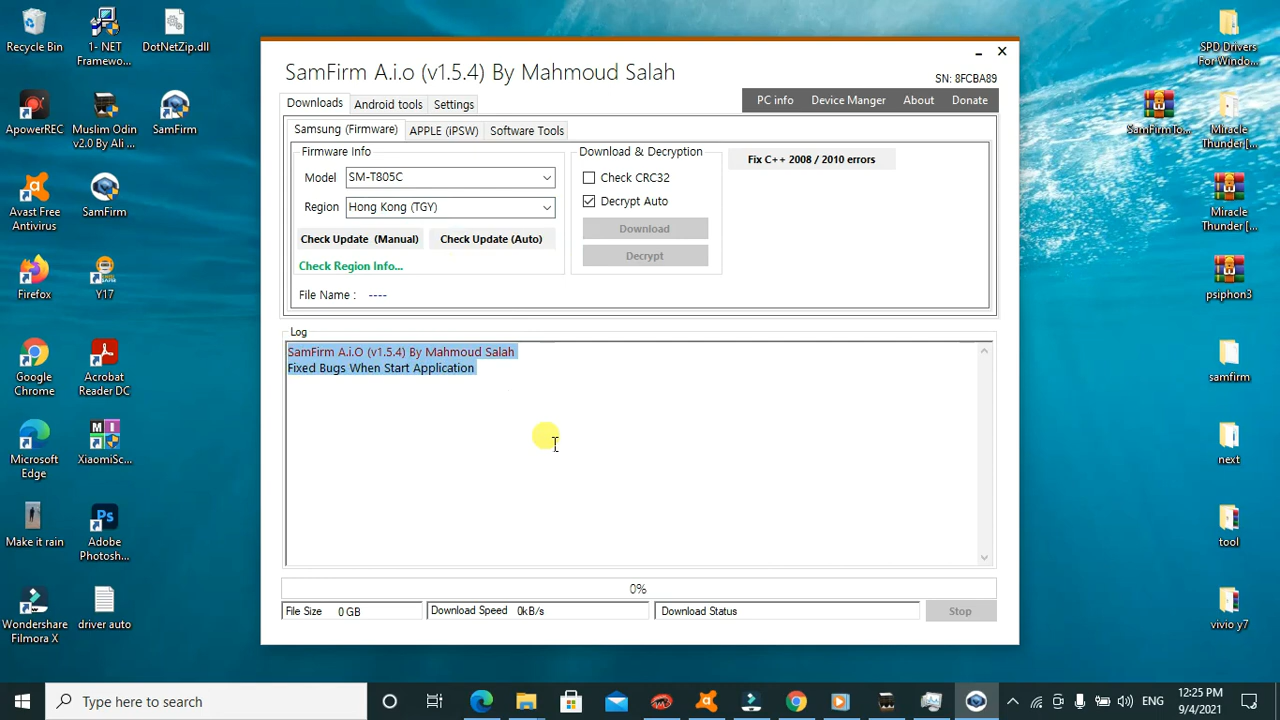 Recycle Bin
1- NET Framewo...
DotNetZip.dll
ApowerREC
Muslim Odin v2.0 By Ali ...
SamFirm
Avast Free Antivirus
SamFirm
Firefox
Y17
Google Chrome
Acrobat Reader DC
Microsoft Edge
XiaomiSc...
Make it rain
Adobe Photosh...
Wondershare Filmora X
driver auto
SamFirm A.i.o (v1.5.4) By Mahmoud Salah
SN: 8FCBA89
Downloads
Android tools
Settings
PC info
Device Manger
About
Donate
Samsung (Firmware)
APPLE (iPSW)
Software Tools
Firmware Info
Model
SM-T805C
Region
Hong Kong (TGY)
Check Update (Manual)
Check Update (Auto)
Check Region Info...
File Name : ----
Download & Decryption
Check CRC32
Decrypt Auto
Download
Decrypt
Fix C++ 2008 / 2010 errors
Log
SamFirm A.i.O (v1.5.4) By Mahmoud Salah
Fixed Bugs When Start Application
0%
File Size 0 GB
Download Speed 0kB/s
Download Status
Stop
SPD Drivers For Windo...
SamFirmTo...
MIracle Thunder [...
Miracle Thunder [...
psiphon3
samfirm
next
tool
vivio y7
Type here to search
ENG
12:25 PM
9/4/2021